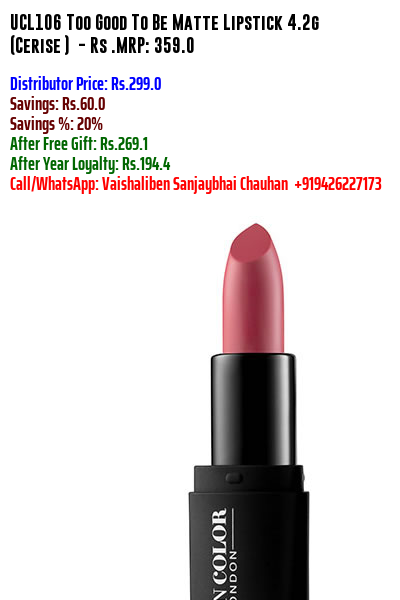 UCL106 Too Good To Be Matte Lipstick 4.2g
(Cerise ) - Rs .MRP: 359.0
Distributor Price: Rs.299.0
Savings: Rs.60.0
Savings %: 20%
After Free Gift: Rs.269.1
After Year Loyalty: Rs.194.4
Call/WhatsApp: Vaishaliben Sanjaybhai Chauhan +919426227173
N COLOR
ONDON